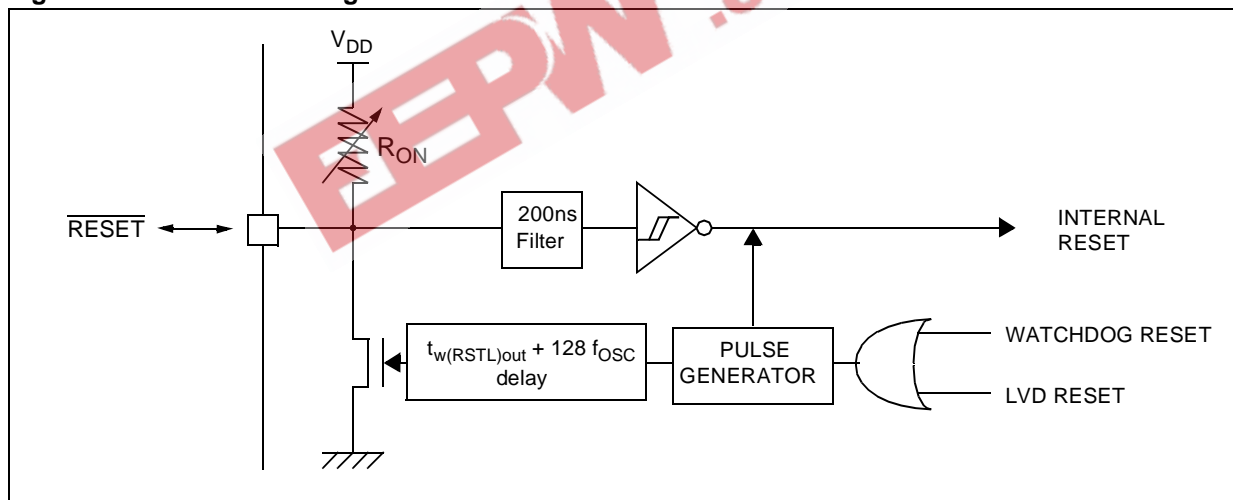 V_DD
R_ON
RESET
200ns
Filter
INTERNAL
RESET
t_w(RSTL)out + 128 f_OSC
delay
PULSE
GENERATOR
WATCHDOG RESET
LVD RESET
EEPW